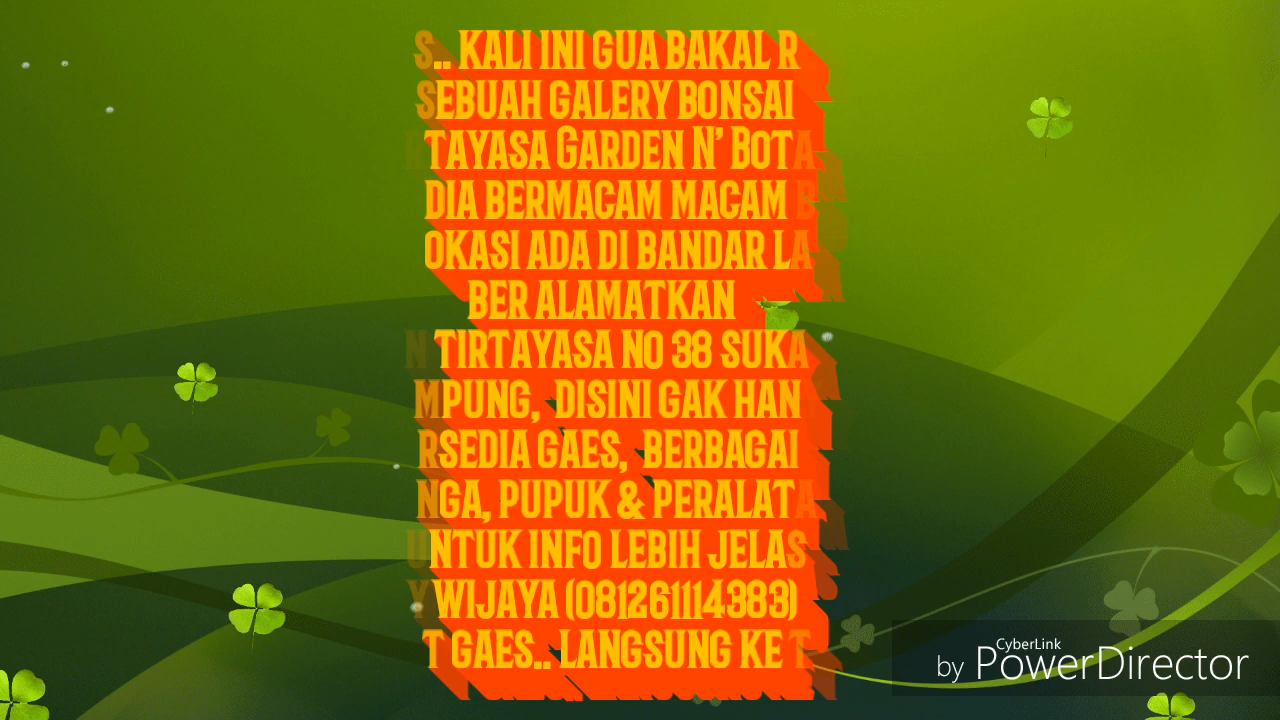 S.. KALI INI GUA BAKAL R
SEBUAH GALERY BONSAI
RTAYASA GARDEN N' BOTA
DIA BERMACAM MACAM B
OKASI ADA DI BANDAR LA
BER ALAMATKAN
N TIRTAYASA NO 38 SUKA
MPUNG, DISINI GAK HAN
RSEDIA GAES, BERBAGAI
NGA, PUPUK & PERALATA
UNTUK INFO LEBIH JELAS
Y WIJAYA (081261114383)
T GAES.. LANGSUNG KE T
by CyberLink PowerDirector